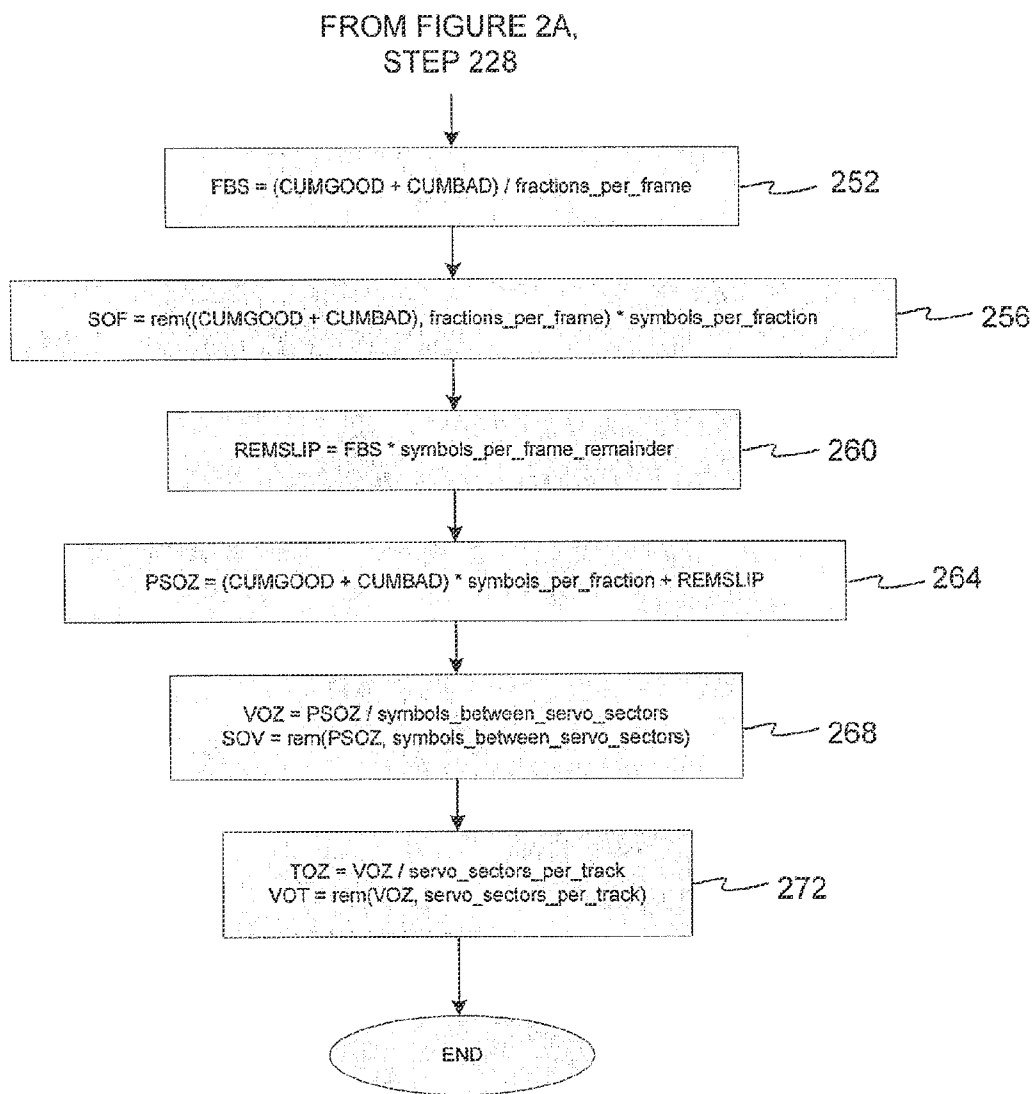 FROM FIGURE 2A,
STEP 228
FBS = (CUMGOOD + CUMBAD) / fractions_per_frame
252
SOF = rem((CUMGOOD + CUMBAD), fractions_per_frame) * symbols_per_fraction
256
REMSLIP = FBS * symbols_per_frame_remainder
260
PSOZ = (CUMGOOD + CUMBAD) * symbols_per_fraction + REMSLIP
264
VOZ = PSOZ / symbols_between_servo_sectors
SOV = rem(PSOZ, symbols_between_servo_sectors)
268
TOZ = VOZ / servo_sectors_per_track
VOT = rem(VOZ, servo_sectors_per_track)
272
END